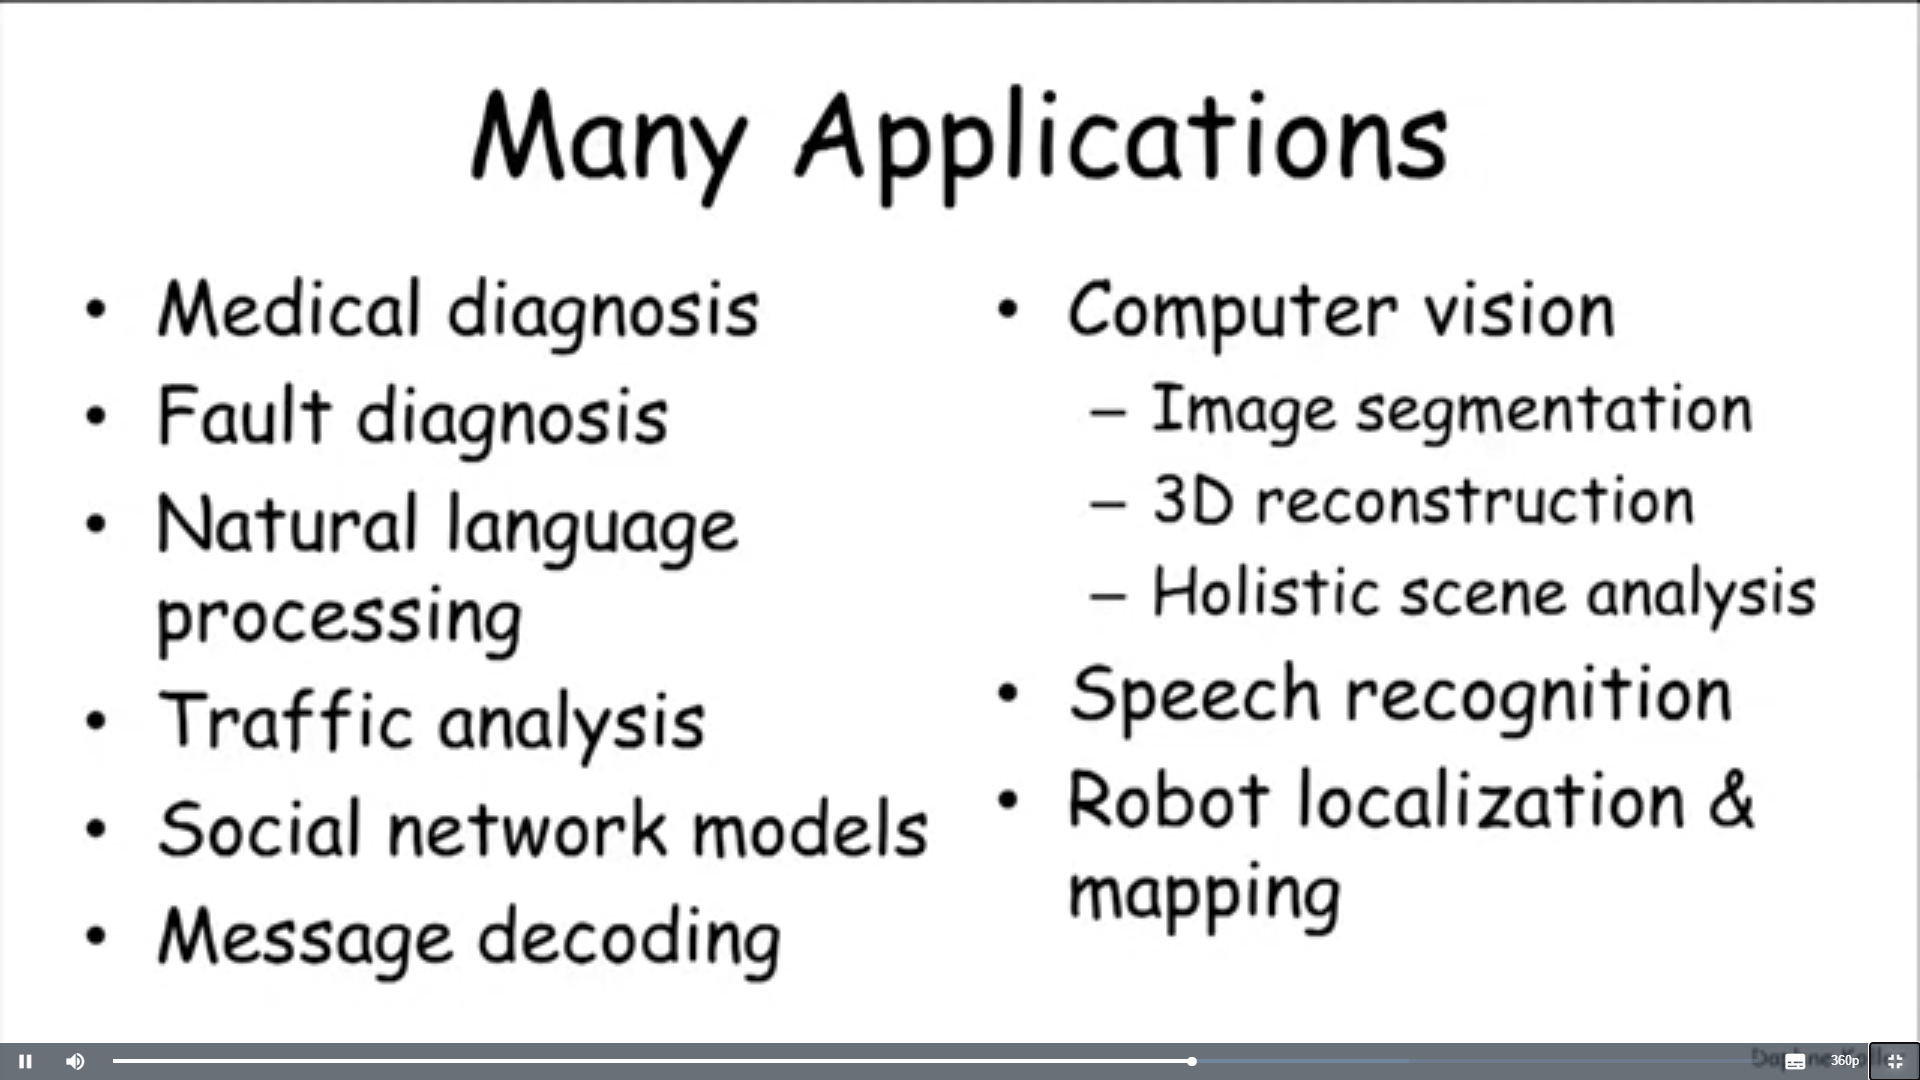 Many Applications
• Medical diagnosis
• Fault diagnosis
• Natural language
processing
• Traffic analysis
• Social network models
• Message decoding
• Computer vision
– Image segmentation
– 3D reconstruction
– Holistic scene analysis
• Speech recognition
• Robot localization &
mapping
360p